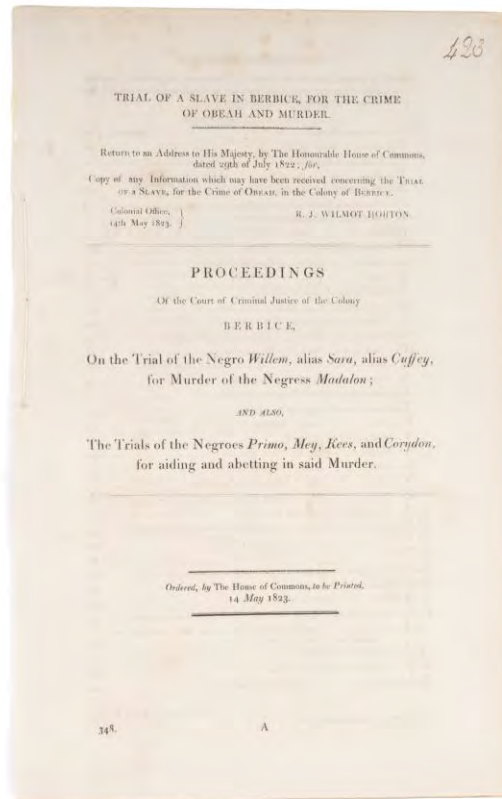 423
TRIAL OF A SLAVE IN BERBICE, FOR THE CRIME
OF OBEAH AND MURDER.
Return to an Address to His Majesty, by The Honourable House of Commons,
dated 29th of July 1822; for,
Copy of any Information which may have been received concerning the TRIAL
OF A SLAVE, for the Crime of OBEAH, in the Colony of BERBICE.
Colonial Office, }
14th May 1823. }
R. J. WILMOT HORTON.
PROCEEDINGS
Of the Court of Criminal Justice of the Colony
BERBICE,
On the Trial of the Negro Willem, alias Sara, alias Cuffey,
for Murder of the Negress Madalon;
AND ALSO,
The Trials of the Negroes Primo, Mey, Kees, and Corydon,
for aiding and abetting in said Murder.
Ordered, by The House of Commons, to be Printed,
14 May 1823.
348.
A